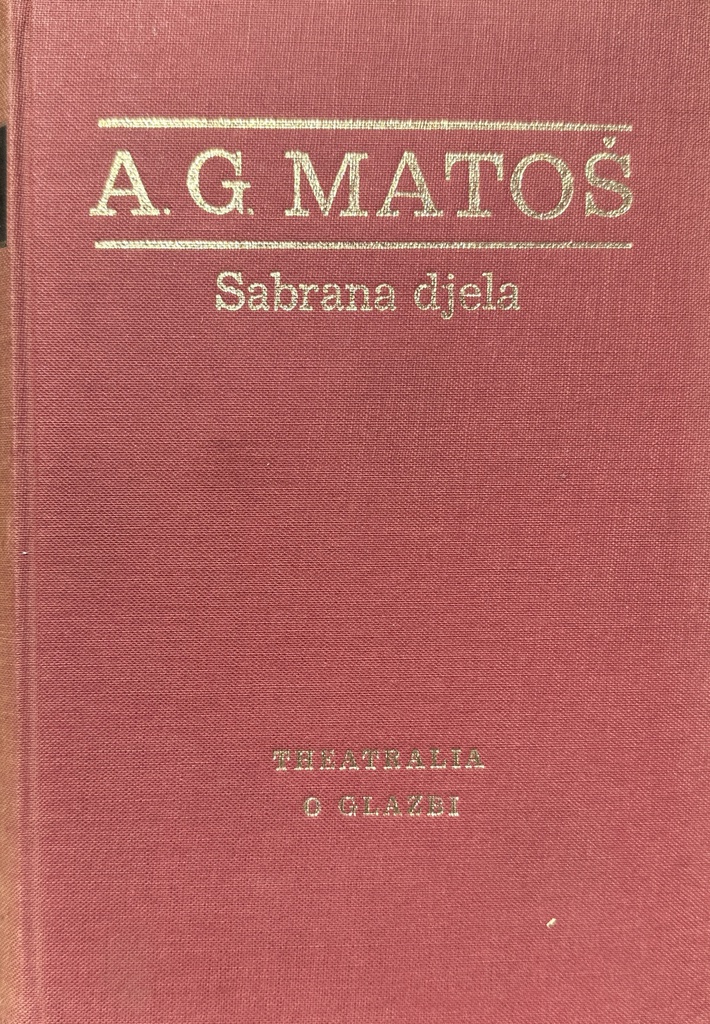 A. G. MATOŠ
Sabrana djela
THEATRALIA
O GLAZBI